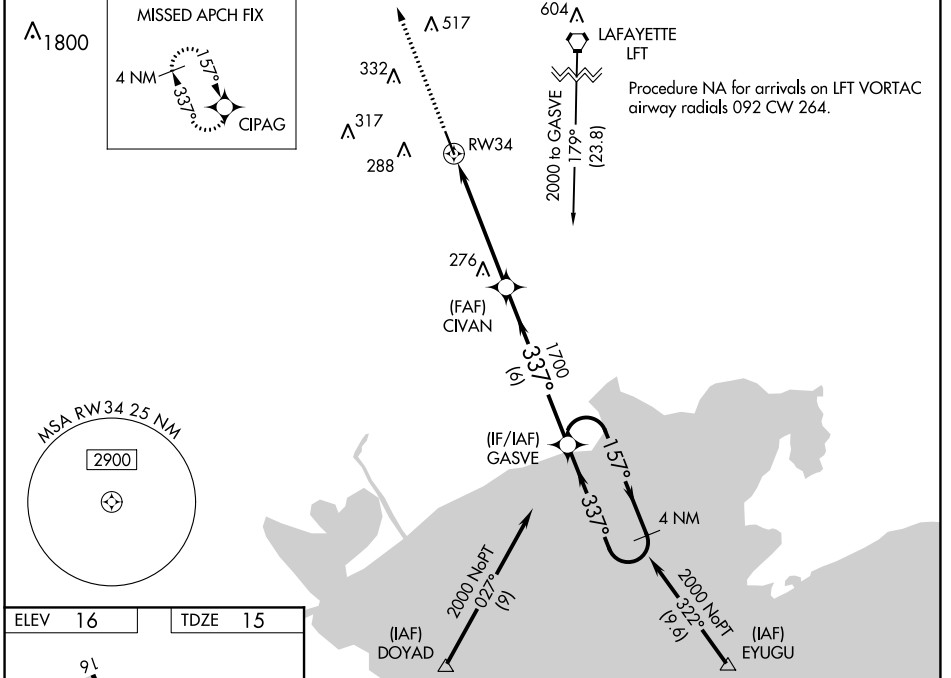 1800
MISSED APCH FIX
4 NM
157°
337°
CIPAG
517
332
317
288
RW34
604
LAFAYETTE
LFT
Procedure NA for arrivals on LFT VORTAC
airway radials 092 CW 264.
2000 to GASVE
179°
(23.8)
276
(FAF)
CIVAN
1700
337°
(6)
(IF/IAF)
GASVE
157°
337°
4 NM
MSA RW34 25 NM
2900
2000 NoPT
027°
(9)
2000 NoPT
322°
(9.6)
(IAF)
DOYAD
(IAF)
EYUGU
ELEV 16
TDZE 15
16